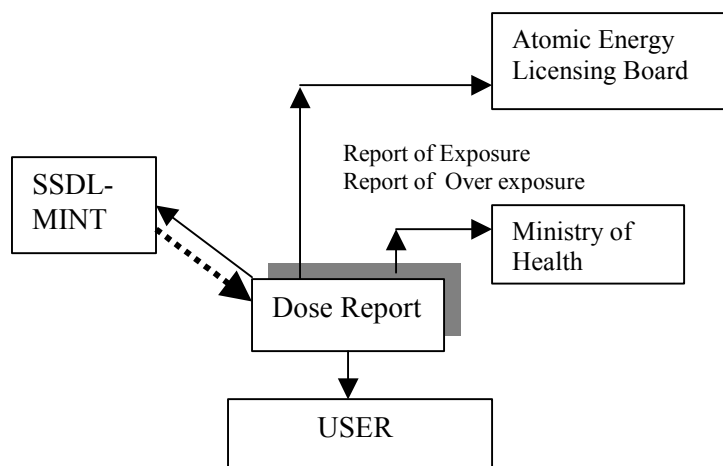 Atomic Energy
Licensing Board
Report of Exposure
Report of Over exposure
SSDL-
MINT
Ministry of
Health
Dose Report
USER